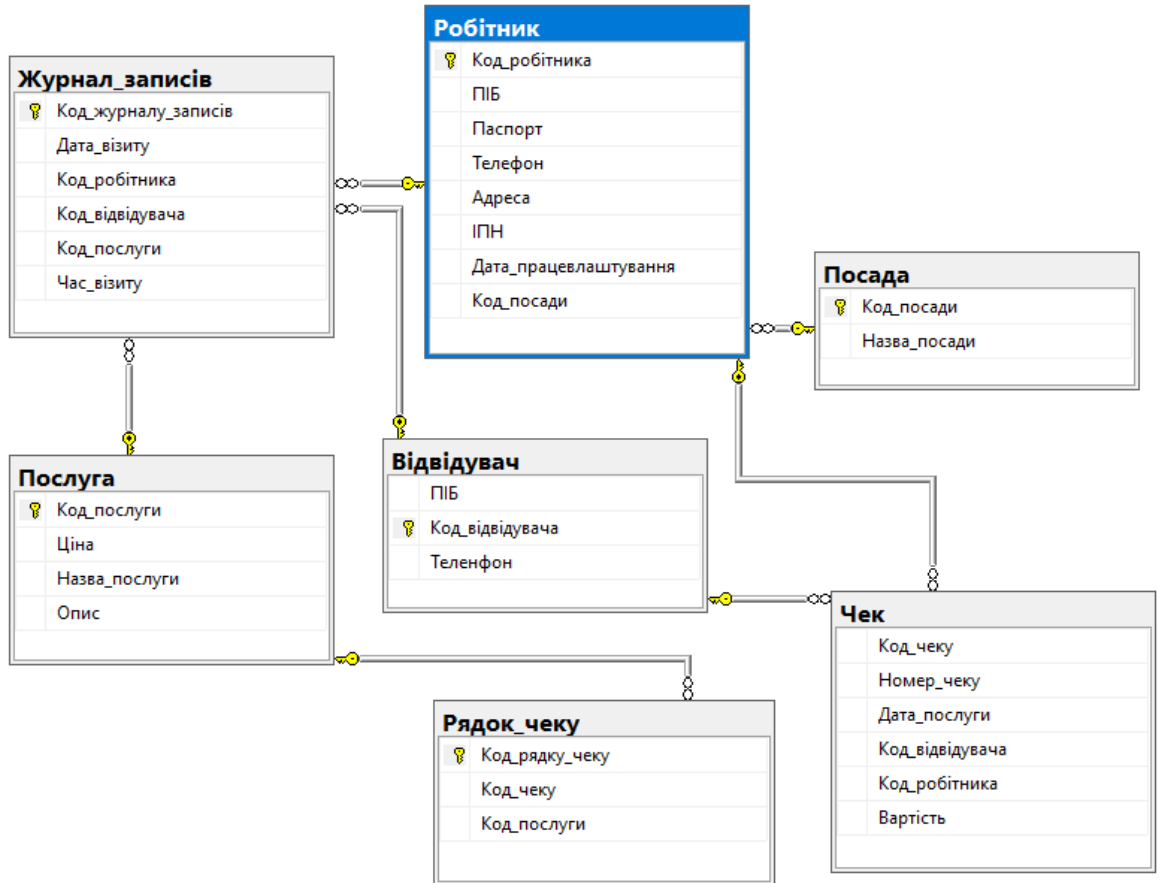 Робітник
Код_робітника
ПІБ
Паспорт
Телефон
Адреса
ІПН
Дата_працевлаштування
Код_посади
Журнал_записів
Код_журналу_записів
Дата_візиту
Код_робітника
Код_відвідувача
Код_послуги
Час_візиту
Посада
Код_посади
Назва_посади
Відвідувач
ПІБ
Код_відвідувача
Теленфон
Послуга
Код_послуги
Ціна
Назва_послуги
Опис
Чек
Код_чеку
Номер_чеку
Дата_послуги
Код_відвідувача
Код_робітника
Вартість
Рядок_чеку
Код_рядку_чеку
Код_чеку
Код_послуги